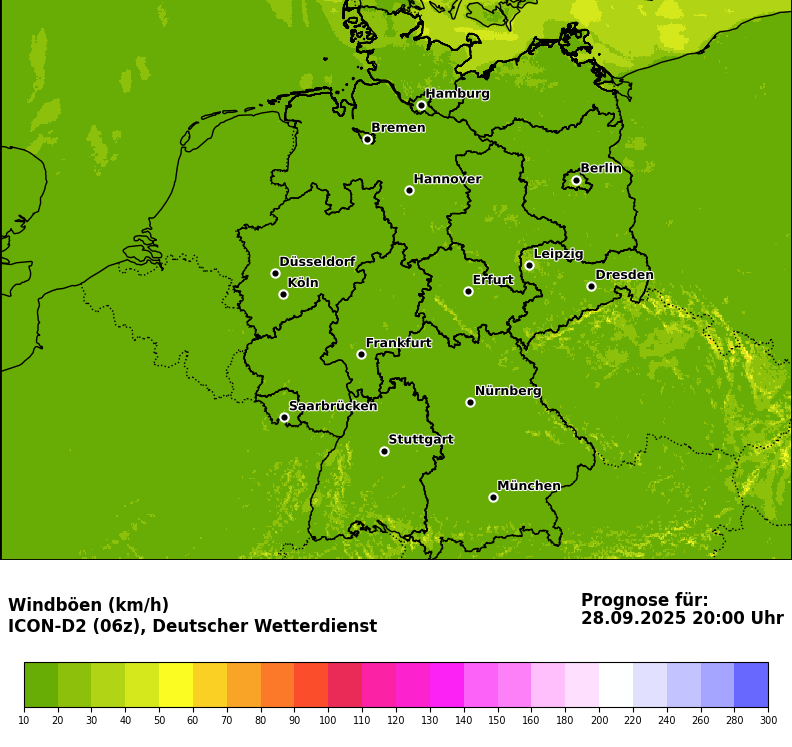 Hamburg
Bremen
Berlin
Hannover
Leipzig
Düsseldorf
Dresden
Köln
Erfurt
Frankfurt
Nürnberg
Saarbrücken
Stuttgart
München
Windböen (km/h)
ICON-D2 (06z), Deutscher Wetterdienst
Prognose für:
28.09.2025 20:00 Uhr
10 20 30 40 50 60 70 80 90 100 110 120 130 140 150 160 180 200 220 240 260 280 300